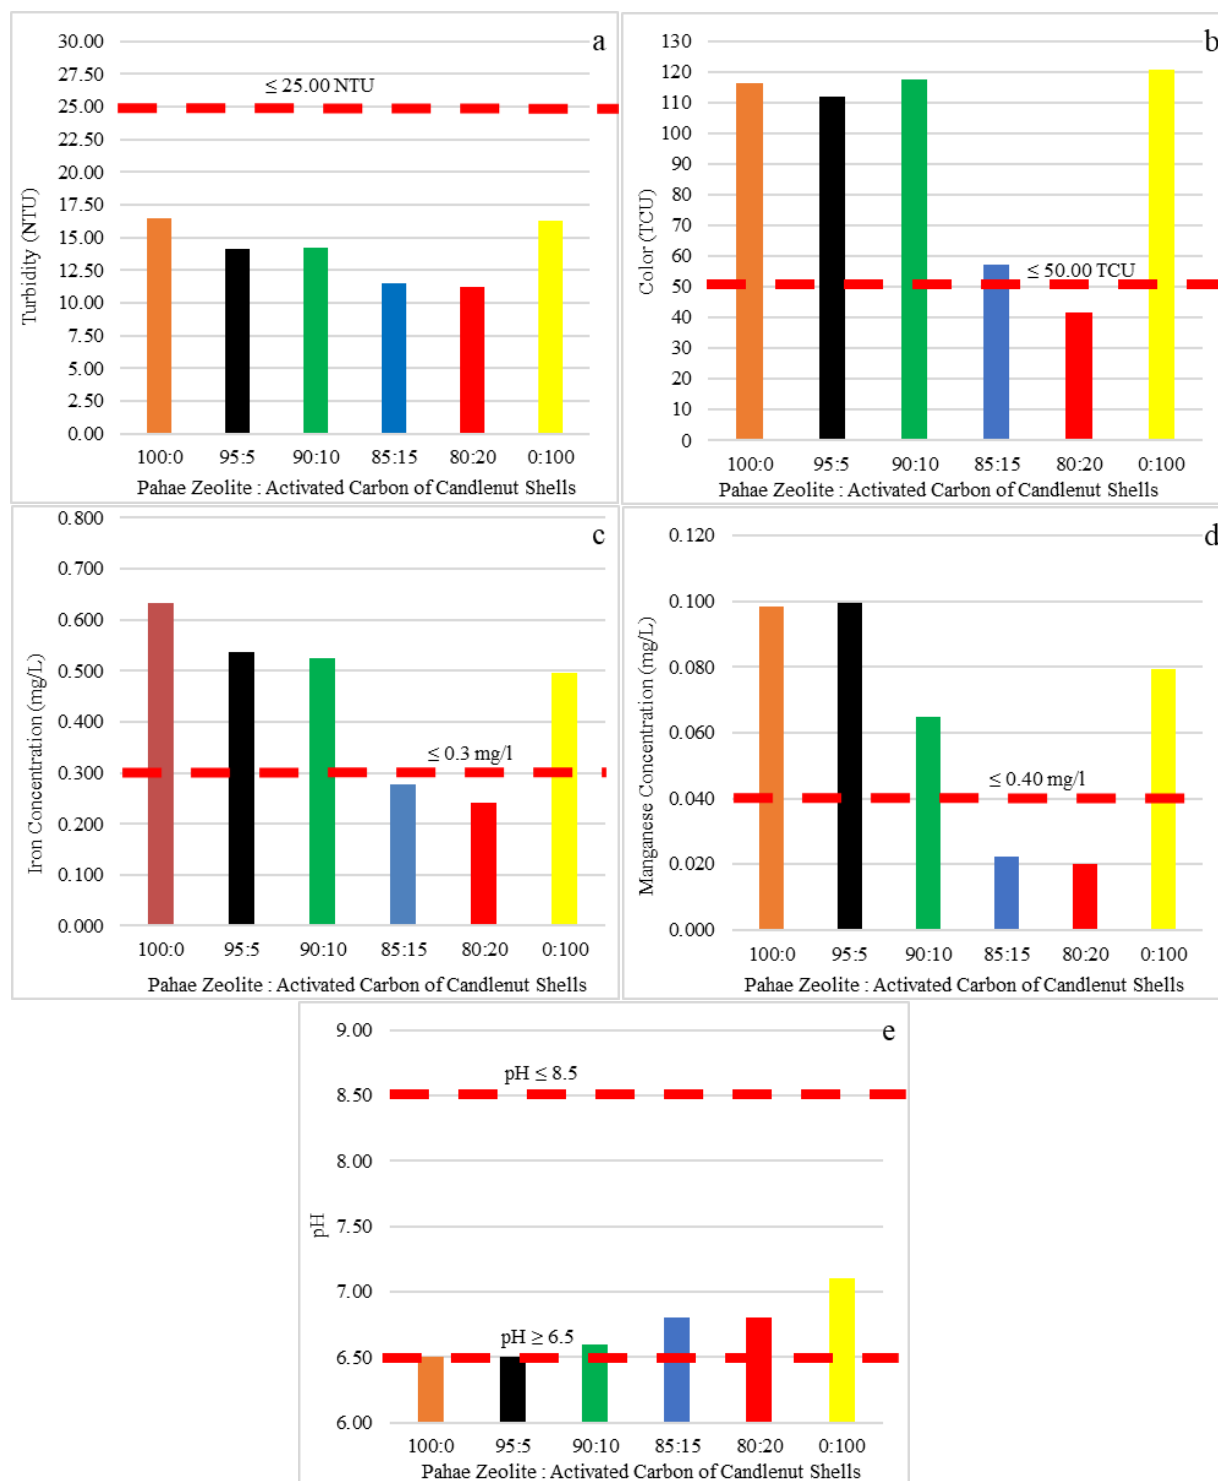 a
30.00
27.50
≤ 25.00 NTU
25.00
22.50
20.00
17.50
15.00
12.50
10.00
7.50
5.00
2.50
0.00
Turbidity (NTU)
100:0 95:5 90:10 85:15 80:20 0:100
Pahae Zeolite : Activated Carbon of Candlenut Shells
b
130
120
110
100
90
80
70
60
≤ 50.00 TCU
50
40
30
20
10
0
Color (TCU)
100:0 95:5 90:10 85:15 80:20 0:100
Pahae Zeolite : Activated Carbon of Candlenut Shells
c
0.800
0.700
0.600
0.500
0.400
≤ 0.3 mg/l
0.300
0.200
0.100
0.000
Iron Concentration (mg/L)
100:0 95:5 90:10 85:15 80:20 0:100
Pahae Zeolite : Activated Carbon of Candlenut Shells
d
0.120
0.100
0.080
0.060
≤ 0.40 mg/l
0.040
0.020
0.000
Manganese Concentration (mg/L)
100:0 95:5 90:10 85:15 80:20 0:100
Pahae Zeolite : Activated Carbon of Candlenut Shells
e
9.00
pH ≤ 8.5
8.50
8.00
7.50
7.00
pH ≥ 6.5
6.50
6.00
pH
100:0 95:5 90:10 85:15 80:20 0:100
Pahae Zeolite : Activated Carbon of Candlenut Shells